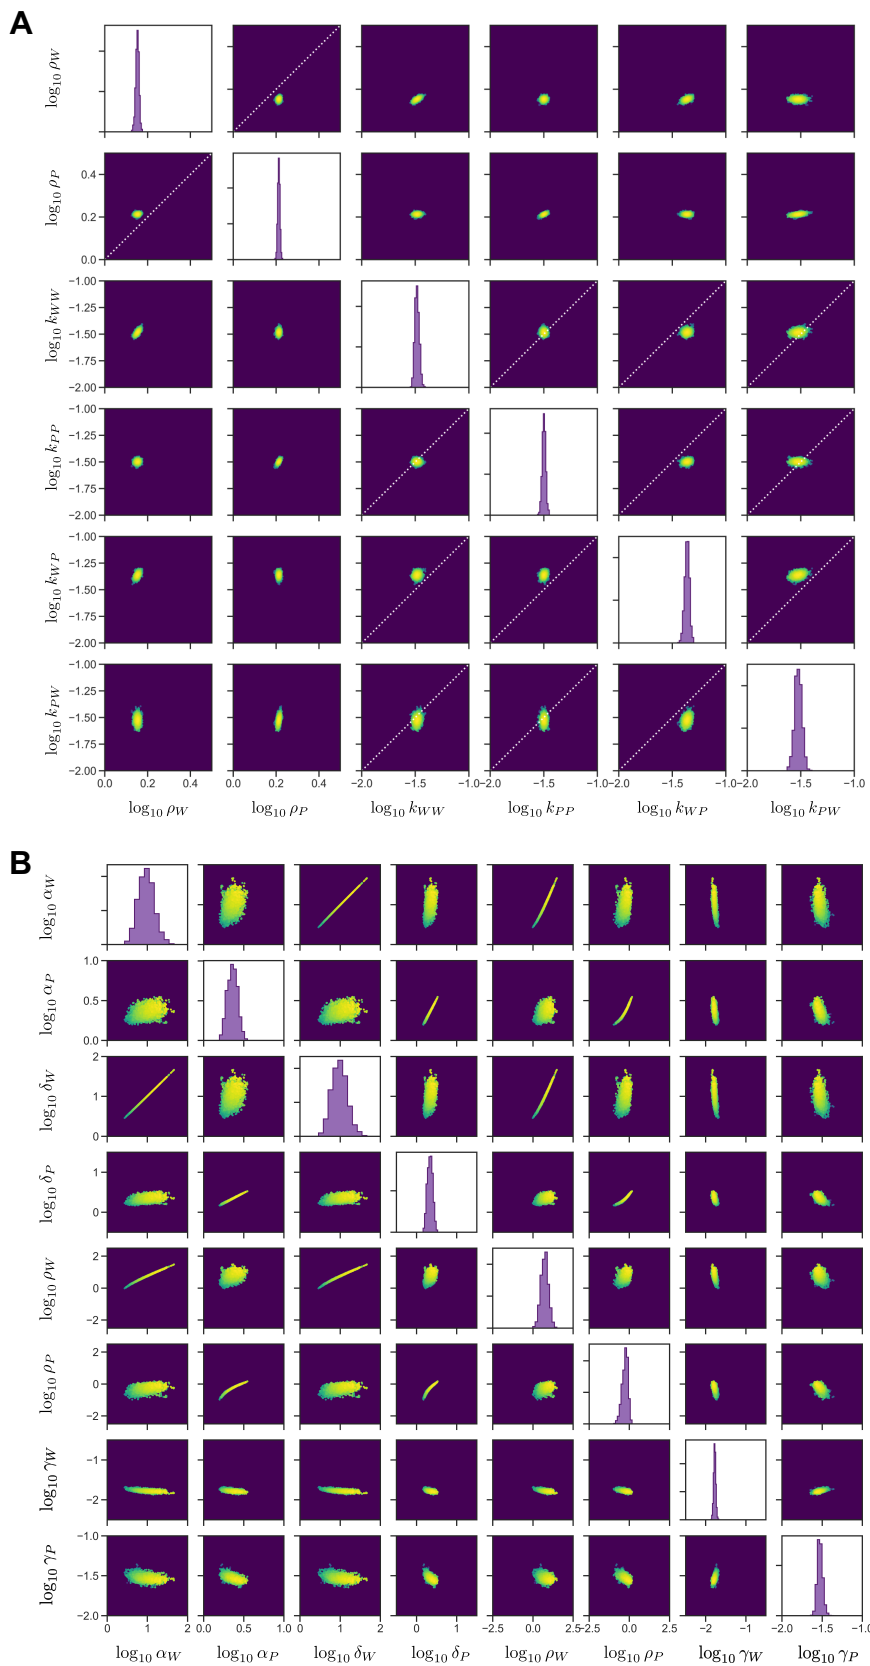 A
log₁₀ ρ_W
log₁₀ ρ_P
0.4
0.2
0.0
log₁₀ k_WW
−1.00
−1.25
−1.50
−1.75
−2.00
log₁₀ k_PP
−1.00
−1.25
−1.50
−1.75
−2.00
log₁₀ k_WP
−1.00
−1.25
−1.50
−1.75
−2.00
log₁₀ k_PW
−1.00
−1.25
−1.50
−1.75
−2.00
0.0 0.2 0.4 0.0 0.2 0.4 −2.0 −1.5 −1.0 −2.0 −1.5 −1.0 −2.0 −1.5 −1.0 −2.0 −1.5 −1.0
log₁₀ ρ_W log₁₀ ρ_P log₁₀ k_WW log₁₀ k_PP log₁₀ k_WP log₁₀ k_PW
B
log₁₀ α_W
log₁₀ α_P
1.0
0.5
0.0
log₁₀ δ_W
2
1
0
log₁₀ δ_P
1
0
log₁₀ ρ_W
2
0
−2
log₁₀ ρ_P
2
0
−2
log₁₀ γ_W
−1
−2
log₁₀ γ_P
−1.0
−1.5
−2.0
0 1 2 0.0 0.5 1.0 0 1 2 0 1 −2.5 0.0 2.5 −2.5 0.0 2.5 −2 −1 −2.0 −1.5 −1.0
log₁₀ α_W log₁₀ α_P log₁₀ δ_W log₁₀ δ_P log₁₀ ρ_W log₁₀ ρ_P log₁₀ γ_W log₁₀ γ_P